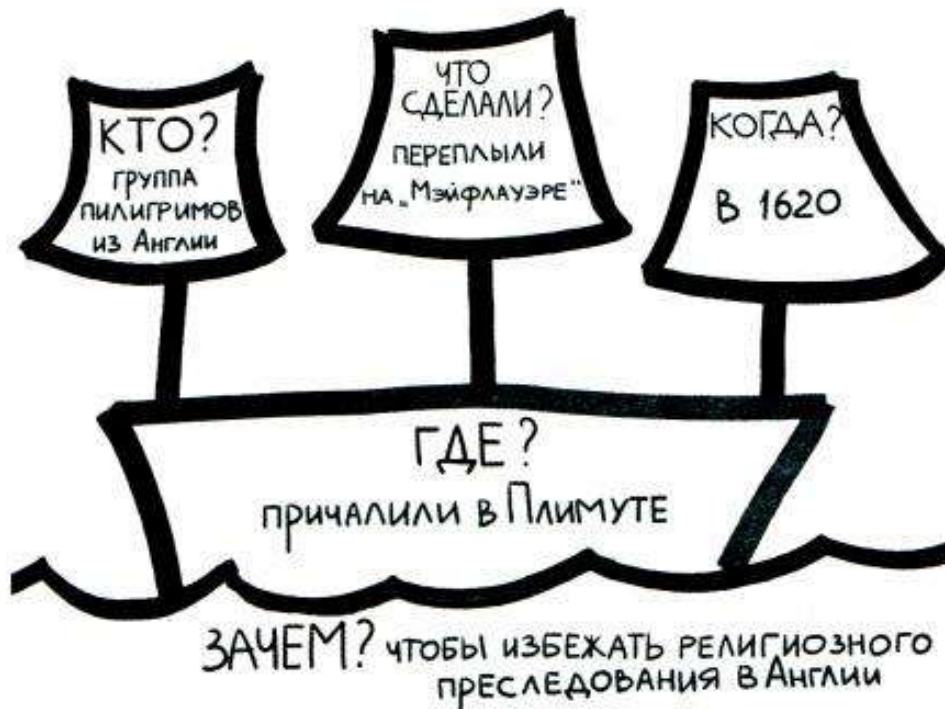 КТО?
ГРУППА
ПИЛИГРИМОВ
ИЗ АНГЛИИ
ЧТО
СДЕЛАЛИ?
ПЕРЕПЛЫЛИ
НА „МЭЙФЛАУЭРЕ"
КОГДА?
В 1620
ГДЕ?
ПРИЧАЛИЛИ В ПЛИМУТЕ
ЗАЧЕМ? ЧТОБЫ ИЗБЕЖАТЬ РЕЛИГИОЗНОГО
ПРЕСЛЕДОВАНИЯ В АНГЛИИ